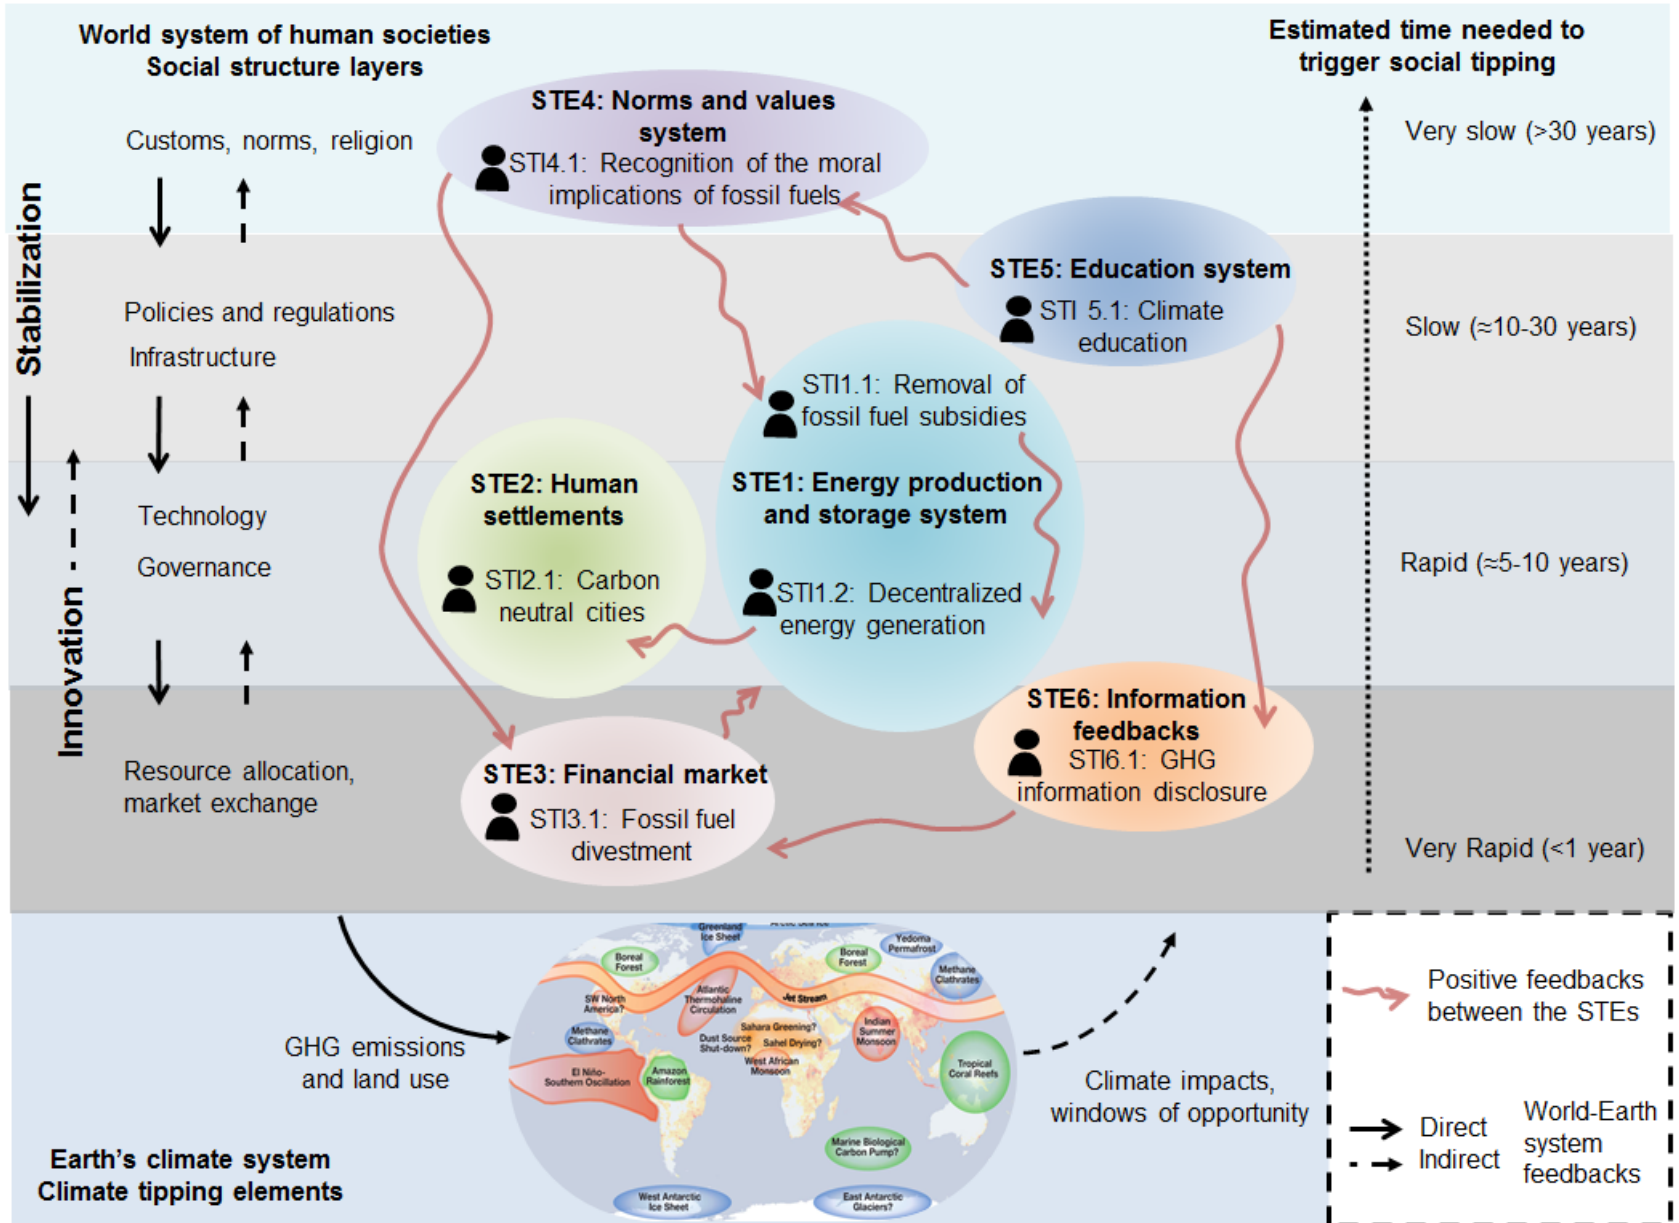 World system of human societies
Social structure layers
Estimated time needed to
trigger social tipping
Customs, norms, religion
Policies and regulations
Infrastructure
Technology
Governance
Resource allocation,
market exchange
Stabilization
Innovation
STE4: Norms and values
system
STI4.1: Recognition of the moral
implications of fossil fuels
STE5: Education system
STI 5.1: Climate
education
STI1.1: Removal of
fossil fuel subsidies
STE1: Energy production
and storage system
STI1.2: Decentralized
energy generation
STE2: Human
settlements
STI2.1: Carbon
neutral cities
STE3: Financial market
STI3.1: Fossil fuel
divestment
STE6: Information
feedbacks
STI6.1: GHG
information disclosure
Very slow (>30 years)
Slow (≈10-30 years)
Rapid (≈5-10 years)
Very Rapid (<1 year)
GHG emissions
and land use
Earth's climate system
Climate tipping elements
Greenland
Ice Sheet
Arctic Sea Ice
Boreal
Forest
Boreal
Forest
Yedoma
Permafrost
Methane
Clathrates
SW North
America?
Atlantic
Thermohaline
Circulation
Jet Stream
Methane
Clathrates
Sahara Greening?
Dust Source
Shut-down?
Sahel Drying?
West African
Monsoon
Indian
Summer
Monsoon
El Niño-
Southern Oscillation
Amazon
Rainforest
Tropical
Coral Reefs
Marine Biological
Carbon Pump?
West Antarctic
Ice Sheet
East Antarctic
Glaciers?
Climate impacts,
windows of opportunity
Positive feedbacks
between the STEs
Direct
Indirect
World-Earth
system
feedbacks